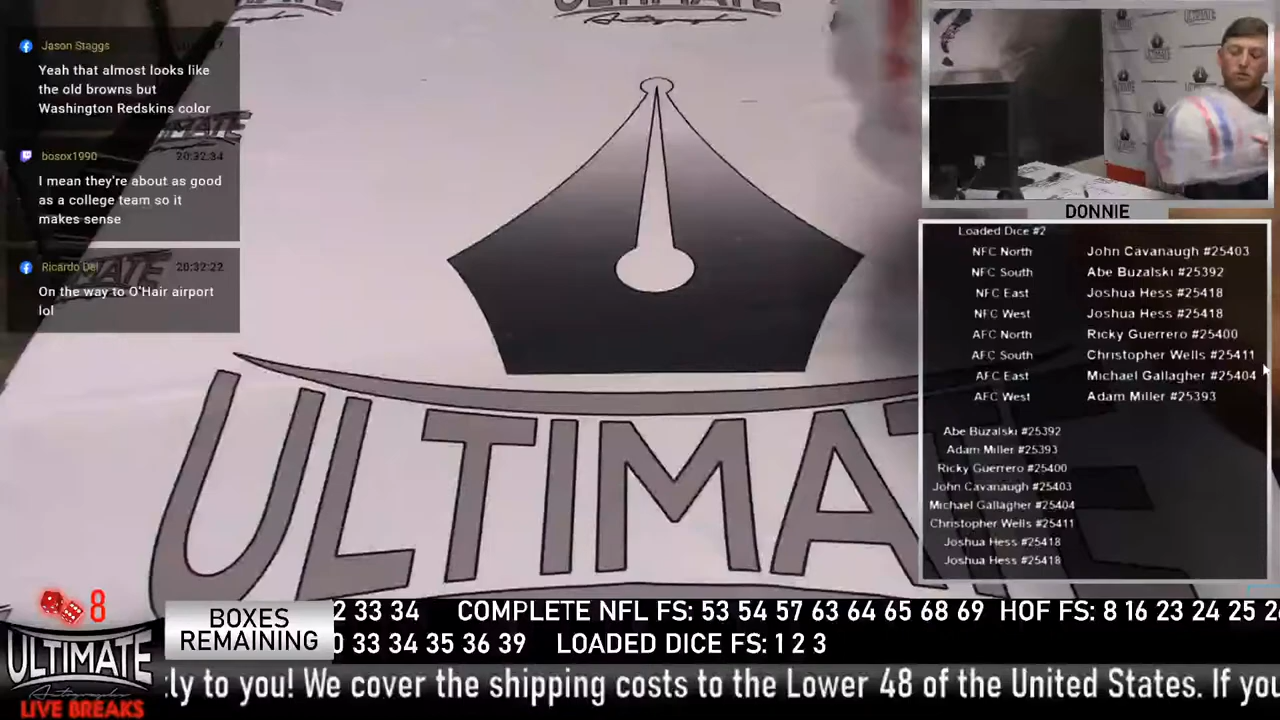 ULTIMATE
Autographs
Jason Staggs
Yeah that almost looks like
the old browns but
Washington Redskins color
bosox1990 20:32:34
I mean they're about as good
as a college team so it
makes sense
Ricardo Del 20:32:22
On the way to O'Hair airport
lol
ULTIMATE
DONNIE
Loaded Dice #2
NFC North John Cavanaugh #25403
NFC South Abe Buzalski #25392
NFC East Joshua Hess #25418
NFC West Joshua Hess #25418
AFC North Ricky Guerrero #25400
AFC South Christopher Wells #25411
AFC East Michael Gallagher #25404
AFC West Adam Miller #25393
Abe Buzalski #25392
Adam Miller #25393
Ricky Guerrero #25400
John Cavanaugh #25403
Michael Gallagher #25404
Christopher Wells #25411
Joshua Hess #25418
Joshua Hess #25418
8
ULTIMATE
Autographs
LIVE BREAKS
BOXES
REMAINING
2 33 34 COMPLETE NFL FS: 53 54 57 63 64 65 68 69 HOF FS: 8 16 23 24 25 2
0 33 34 35 36 39 LOADED DICE FS: 1 2 3
tly to you! We cover the shipping costs to the Lower 48 of the United States. If you